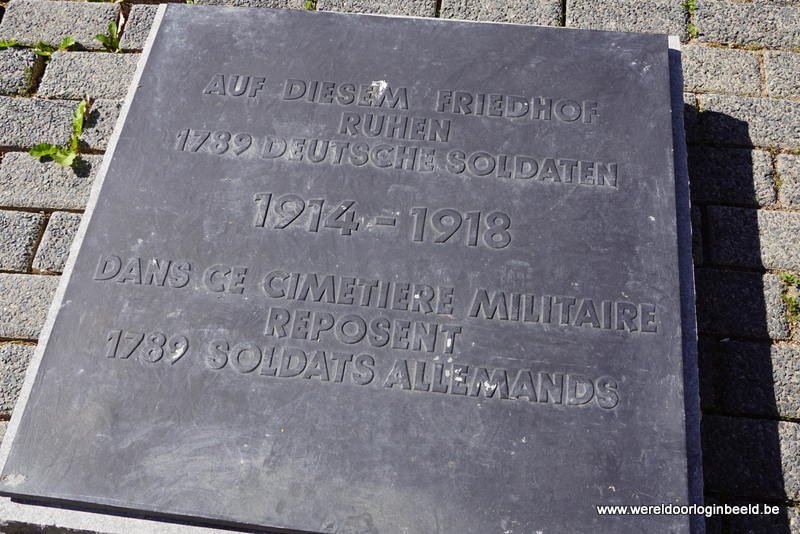 AUF DIESEM FRIEDHOF
RUHEN
1789 DEUTSCHE SOLDATEN
1914 - 1918
DANS CE CIMETIERE MILITAIRE
REPOSENT
1789 SOLDATS ALLEMANDS
www.wereldoorloginbeeld.be